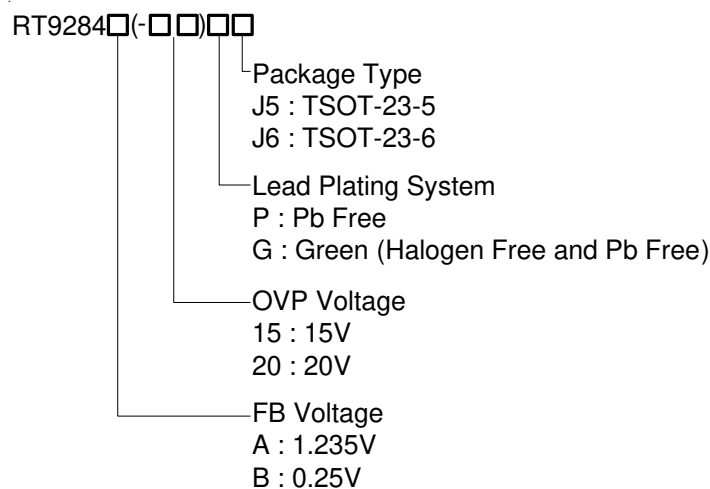 RT9284□(-□□)□□
Package Type
J5 : TSOT-23-5
J6 : TSOT-23-6
Lead Plating System
P : Pb Free
G : Green (Halogen Free and Pb Free)
OVP Voltage
15 : 15V
20 : 20V
FB Voltage
A : 1.235V
B : 0.25V